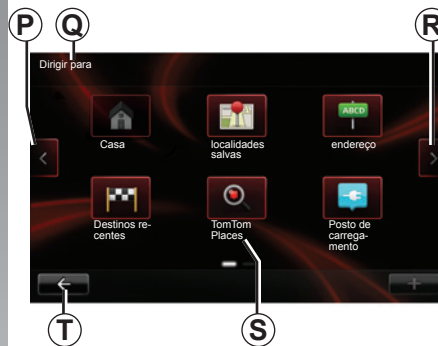 P Q R
Dirigir para
ABCD
Casa
localidades
salvas
endereço
Destinos re-
centes
TomTom
Places
Posto de
carrega-
mento
T S